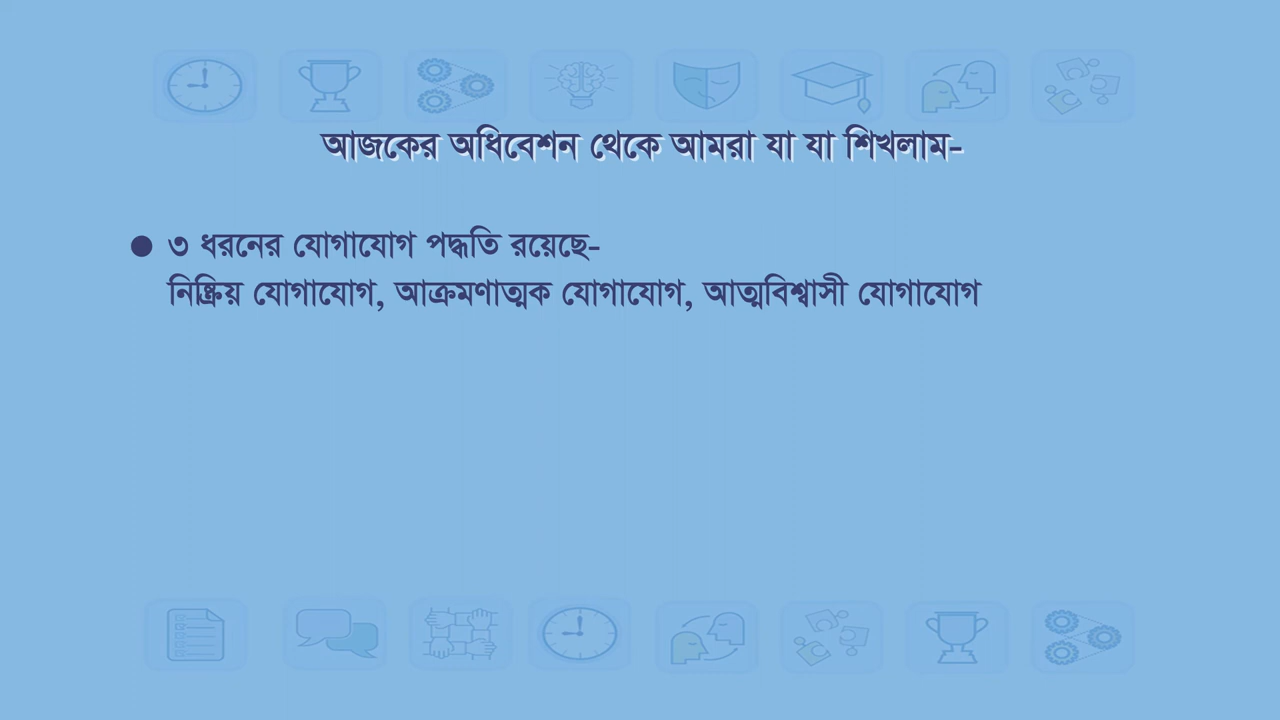 আজকের অধিবেশন থেকে আমরা যা যা শিখলাম-
● ৩ ধরনের যোগাযোগ পদ্ধতি রয়েছে-
নিষ্ক্রিয় যোগাযোগ, আক্রমণাত্মক যোগাযোগ, আত্মবিশ্বাসী যোগাযোগ